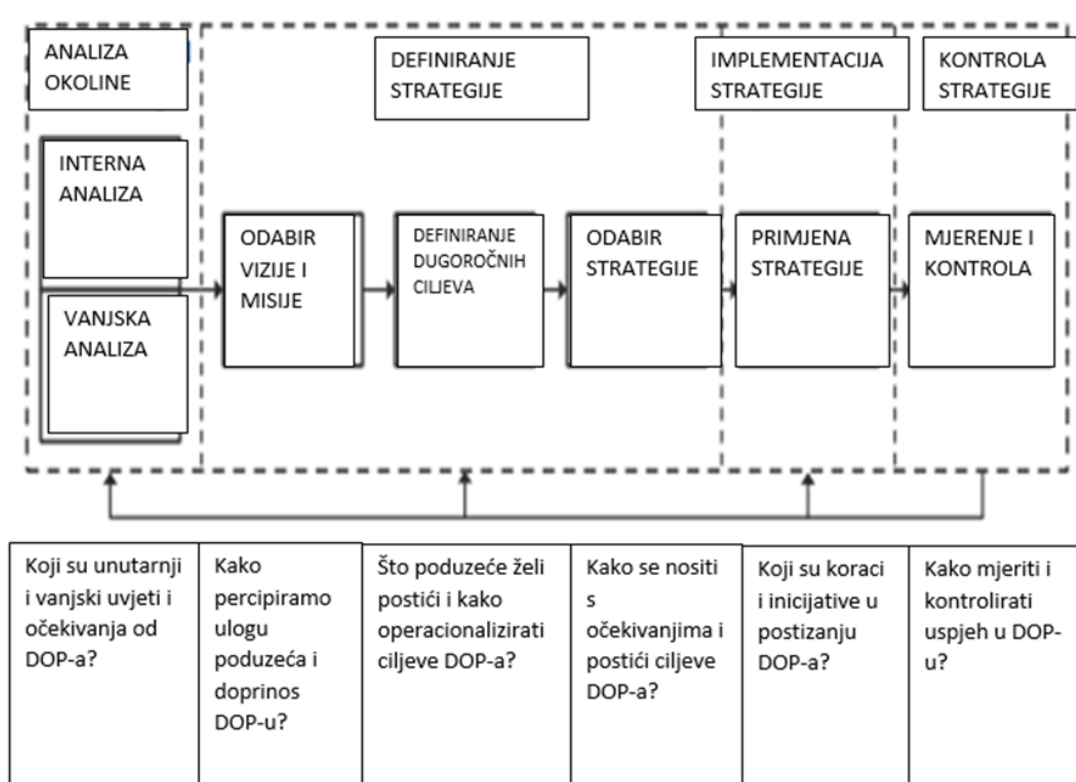 ANALIZA
OKOLINE
DEFINIRANJE
STRATEGIJE
IMPLEMENTACIJA
STRATEGIJE
KONTROLA
STRATEGIJE
INTERNA
ANALIZA
VANJSKA
ANALIZA
ODABIR
VIZIJE I
MISIJE
DEFINIRANJE
DUGOROČNIH
CILJEVA
ODABIR
STRATEGIJE
PRIMJENA
STRATEGIJE
MJERENJE I
KONTROLA
Koji su unutarnji
i vanjski uvjeti i
očekivanja od
DOP-a?
Kako
percipiramo
ulogu
poduzeća i
doprinos
DOP-u?
Što poduzeće želi
postići i kako
operacionalizirati
ciljeve DOP-a?
Kako se nositi
s
očekivanjima i
postići ciljeve
DOP-a?
Koji su koraci
i inicijative u
postizanju
DOP-a?
Kako mjeriti i
kontrolirati
uspjeh u DOP-
u?